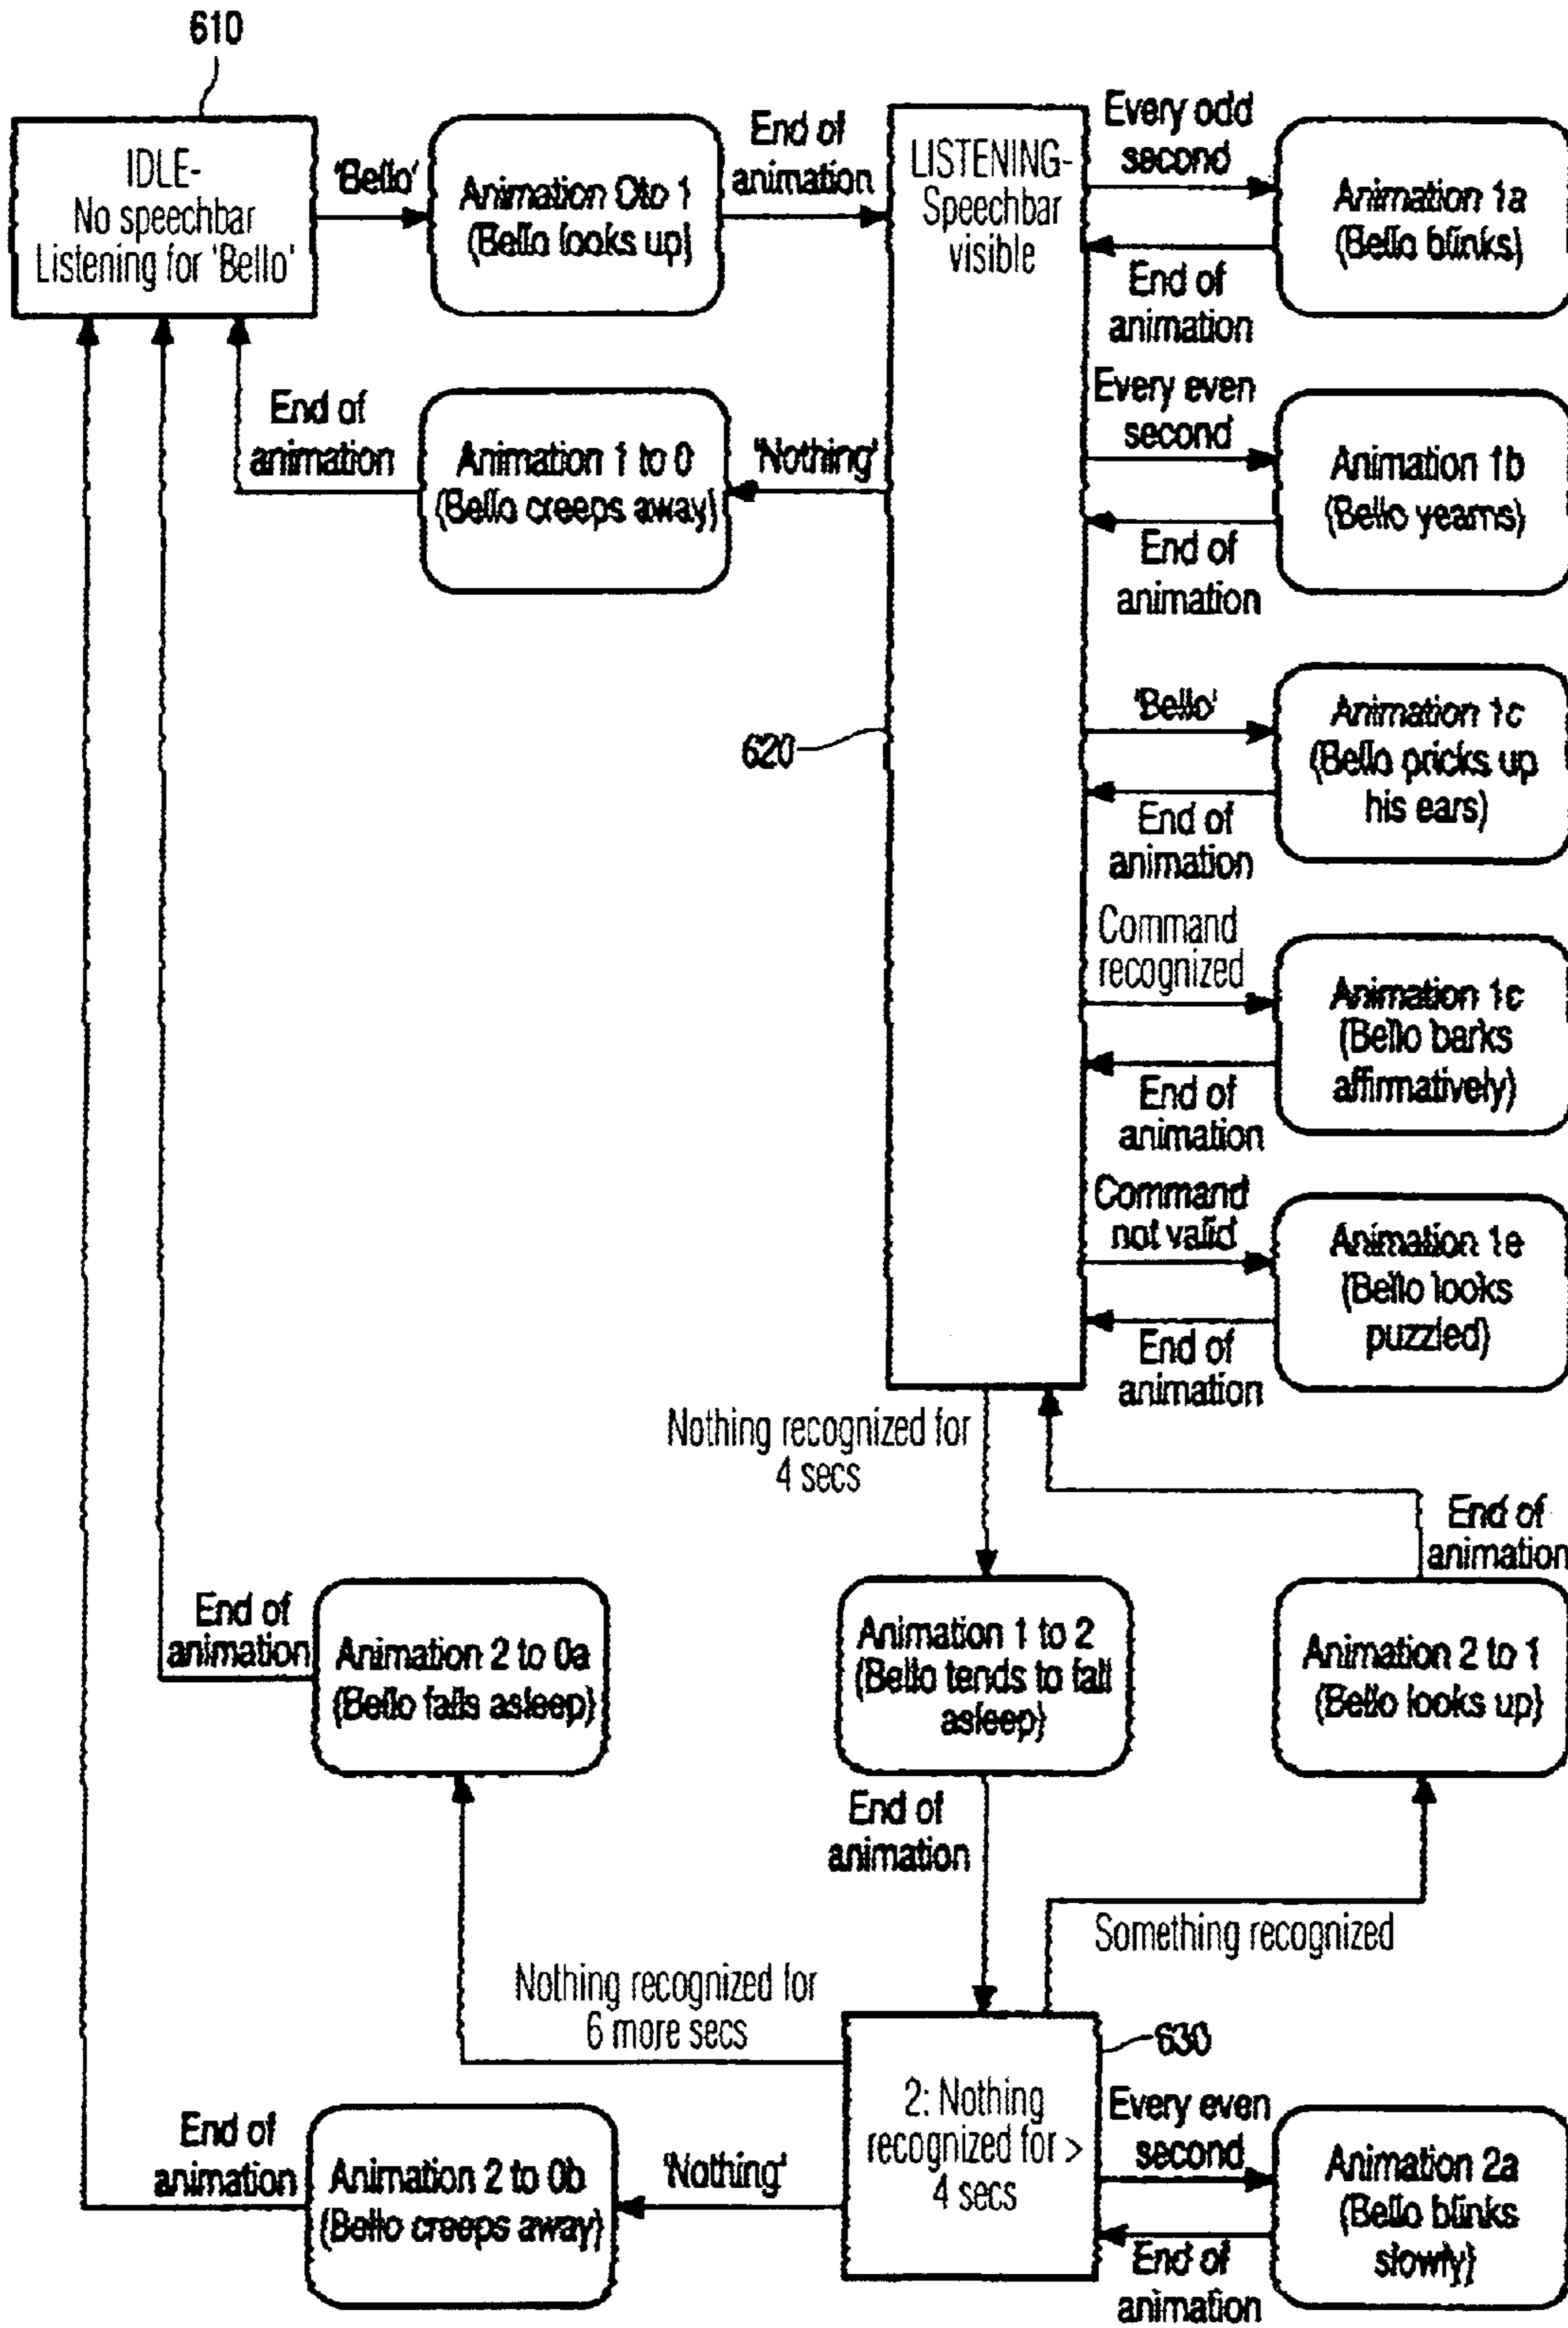 610
IDLE-
No speechbar
Listening for 'Bello'
'Bello'
Animation 0to 1
(Bello looks up)
End of
animation
LISTENING-
Speechbar
visible
Every odd
second
Animation 1a
(Bello blinks)
End of
animation
End of
animation
Animation 1 to 0
(Bello creeps away)
'Nothing'
Every even
second
Animation 1b
(Bello yearns)
End of
animation
620
'Bello'
Animation 1c
(Bello pricks up
his ears)
End of
animation
Command
recognized
Animation 1c
(Bello barks
affirmatively)
End of
animation
Command
not valid
Animation 1e
(Bello looks
puzzled)
End of
animation
Nothing recognized for
4 secs
End of
animation
End of
animation
Animation 2 to 0a
(Bello falls asleep)
Animation 1 to 2
(Bello tends to fall
asleep)
Animation 2 to 1
(Bello looks up)
End of
animation
Something recognized
Nothing recognized for
6 more secs
630
2: Nothing
recognized for >
4 secs
End of
animation
Animation 2 to 0b
(Bello creeps away)
'Nothing'
Every even
second
Animation 2a
(Bello blinks
slowly)
End of
animation